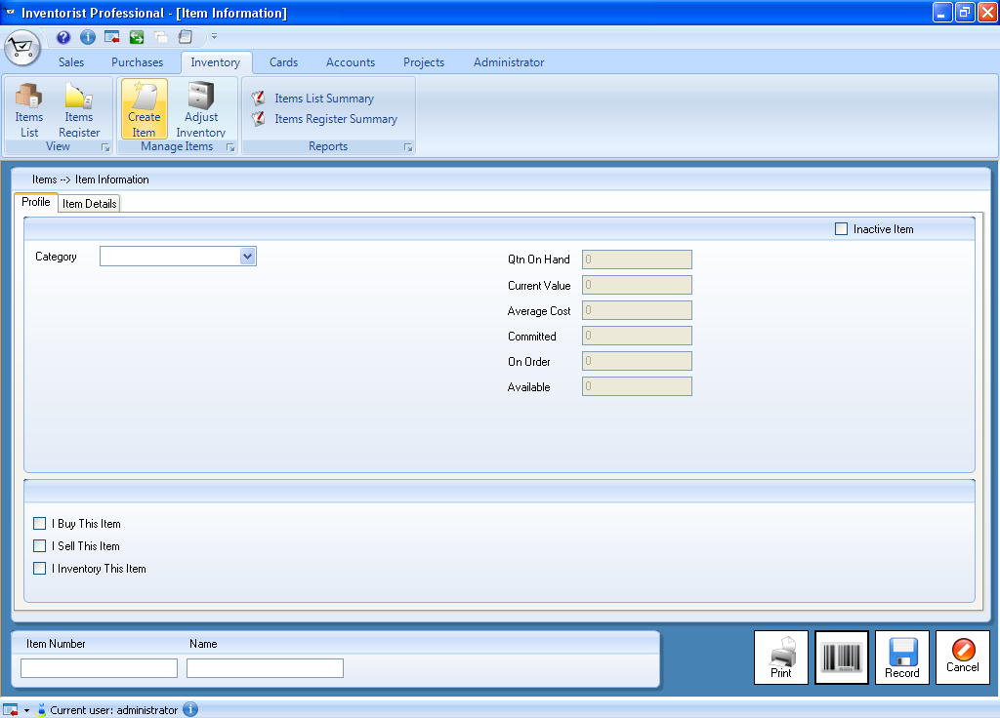 Inventorist Professional - [Item Information]
Sales Purchases Inventory Cards Accounts Projects Administrator
Items List
Items Register
View
Create Item
Adjust Inventory
Manage Items
Items List Summary
Items Register Summary
Reports
Items --> Item Information
Profile Item Details
Inactive Item
Category
Qtn On Hand 0
Current Value 0
Average Cost 0
Committed 0
On Order 0
Available 0
I Buy This Item
I Sell This Item
I Inventory This Item
Item Number Name
Print Record Cancel
Current user: administrator